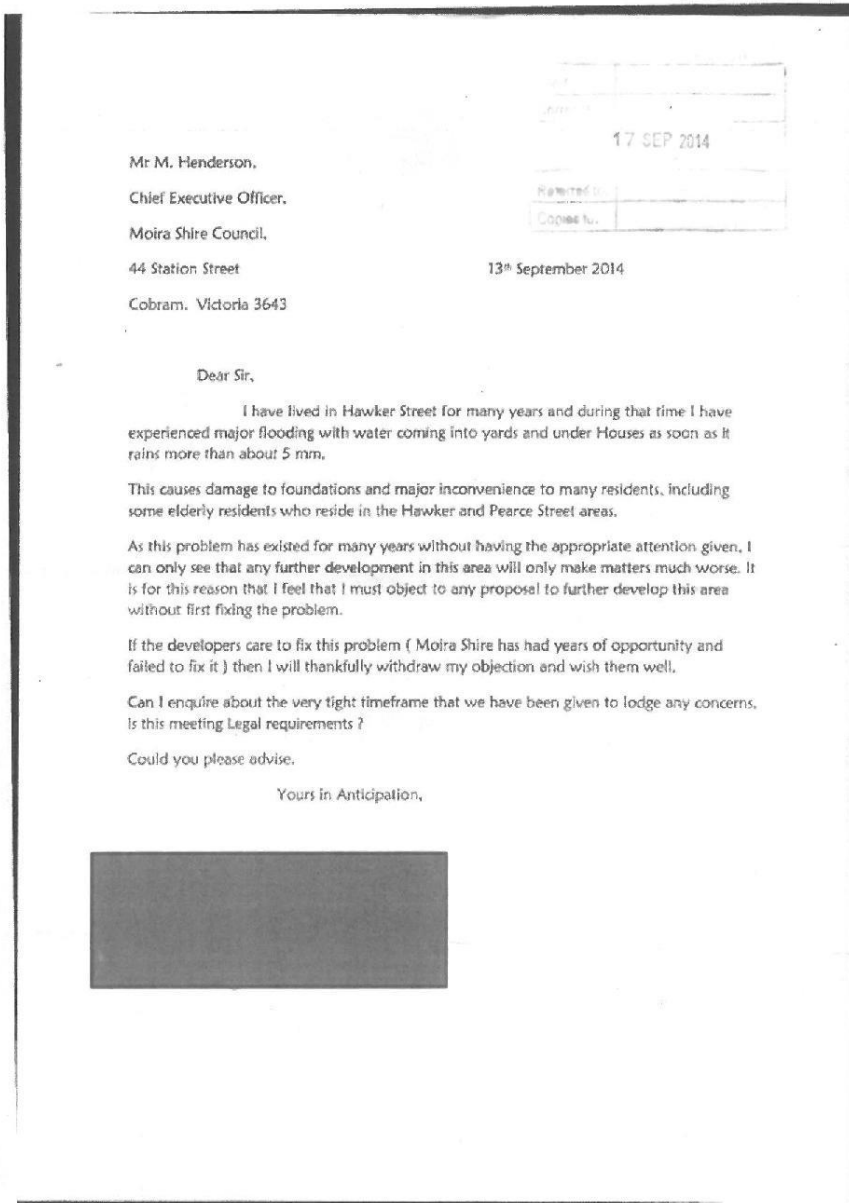 17 SEP 2014
Referred to:
Copies to:
Mr M. Henderson,
Chief Executive Officer,
Moira Shire Council,
44 Station Street
13th September 2014
Cobram. Victoria 3643
Dear Sir,
I have lived in Hawker Street for many years and during that time I have
experienced major flooding with water coming into yards and under Houses as soon as it
rains more than about 5 mm.
This causes damage to foundations and major inconvenience to many residents, including
some elderly residents who reside in the Hawker and Pearce Street areas.
As this problem has existed for many years without having the appropriate attention given, I
can only see that any further development in this area will only make matters much worse. It
is for this reason that I feel that I must object to any proposal to further develop this area
without first fixing the problem.
If the developers care to fix this problem ( Moira Shire has had years of opportunity and
failed to fix it ) then I will thankfully withdraw my objection and wish them well.
Can I enquire about the very tight timeframe that we have been given to lodge any concerns.
Is this meeting Legal requirements ?
Could you please advise.
Yours in Anticipation,